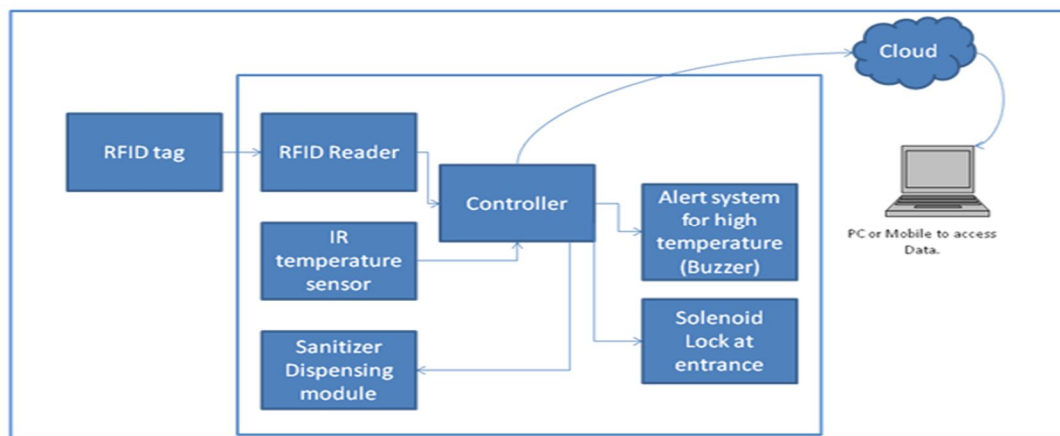 Cloud
RFID tag
RFID Reader
Controller
Alert system
for high
temperature
(Buzzer)
PC or Mobile to access
Data.
IR
temperature
sensor
Solenoid
Lock at
entrance
Sanitizer
Dispensing
module